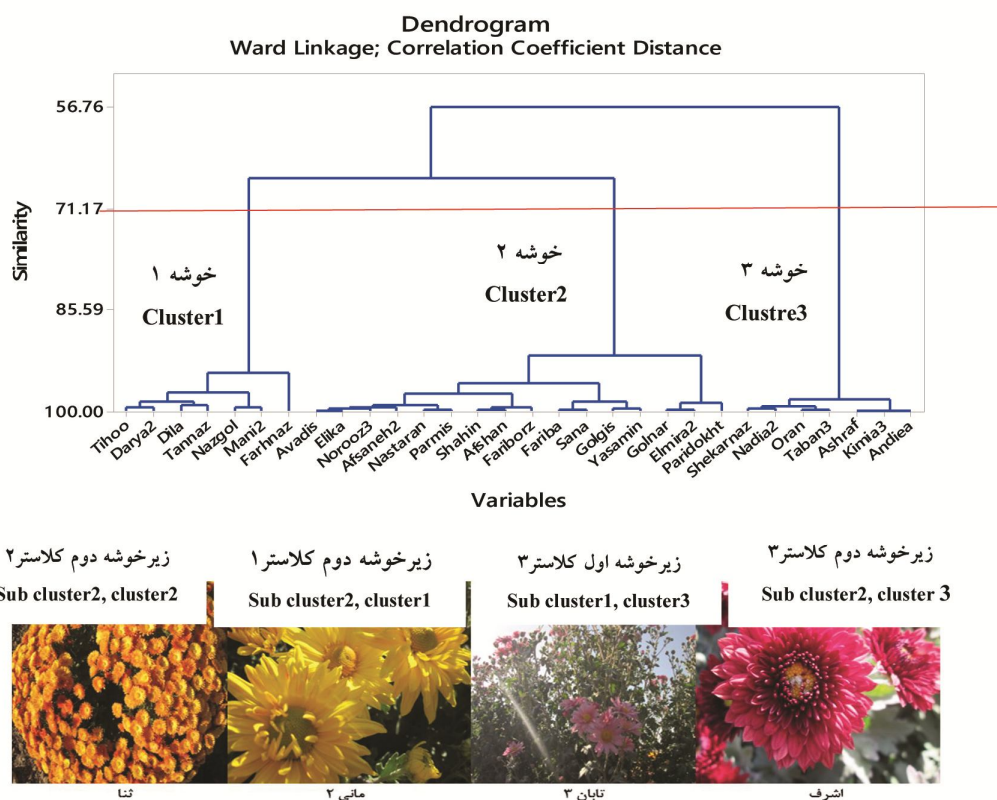 Dendrogram
Ward Linkage; Correlation Coefficient Distance
Similarity
56.76
71.17
85.59
100.00
خوشه ۱
Cluster1
خوشه ۲
Cluster2
خوشه ۳
Clustre3
Tihoo
Darya2
Dila
Tannaz
Nazgol
Mani2
Farhnaz
Avadis
Elika
Norooz3
Afsaneh2
Nastaran
Parmis
Shahin
Afshan
Fariborz
Fariba
Sana
Golgis
Yasamin
Golnar
Elmira2
Paridokht
Shekarnaz
Nadia2
Oran
Taban3
Ashraf
Kimia3
Andiea
Variables
زیرخوشه دوم کلاستر۲
Sub cluster2, cluster2
زیرخوشه دوم کلاستر۱
Sub cluster2, cluster1
زیرخوشه اول کلاستر۳
Sub cluster1, cluster3
زیرخوشه دوم کلاستر۳
Sub cluster2, cluster 3
ثنا
مانی ۲
تابان ۳
اشرف